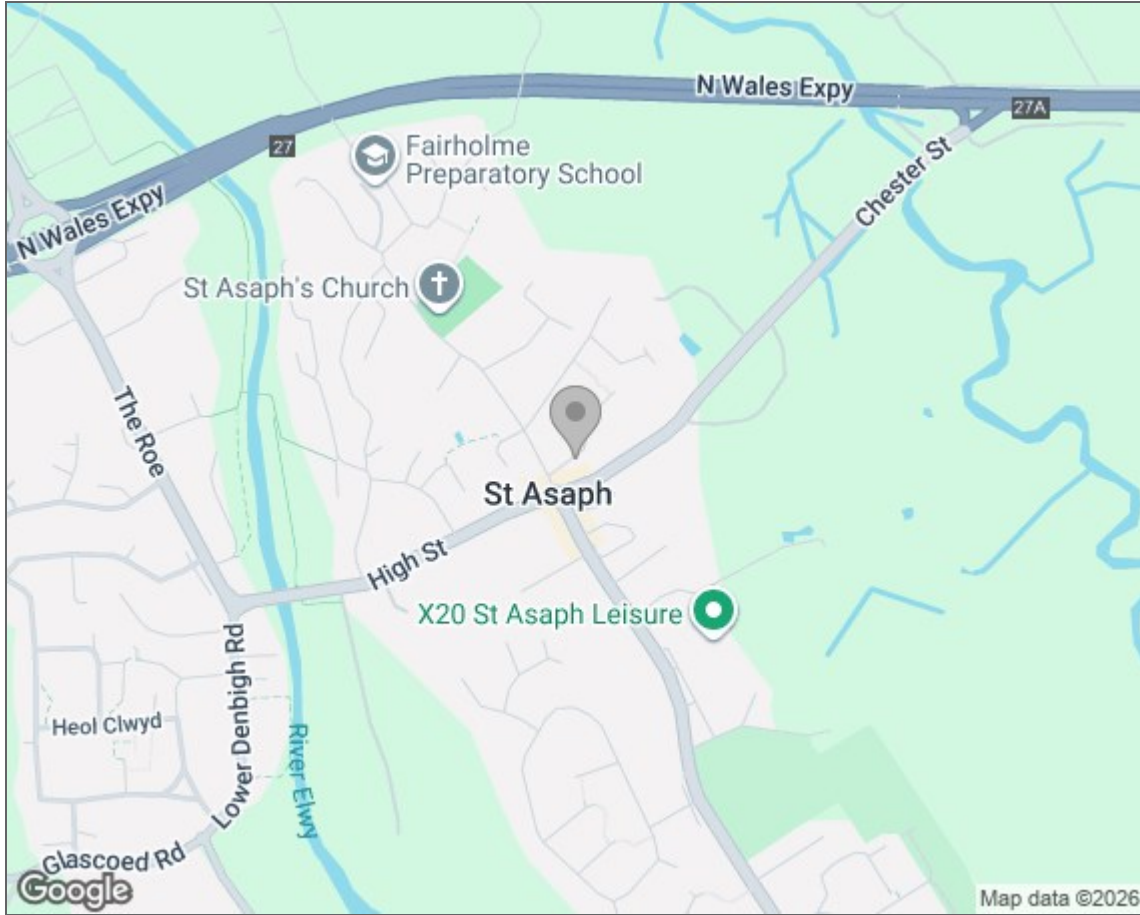 N Wales Expy
27A
27
Fairholme
Preparatory School
Chester St
N Wales Expy
St Asaph's Church
The Roe
St Asaph
High St
X20 St Asaph Leisure
Lower Denbigh Rd
Heol Clwyd
River Elwy
Glascoed Rd
Google
Map data ©2026